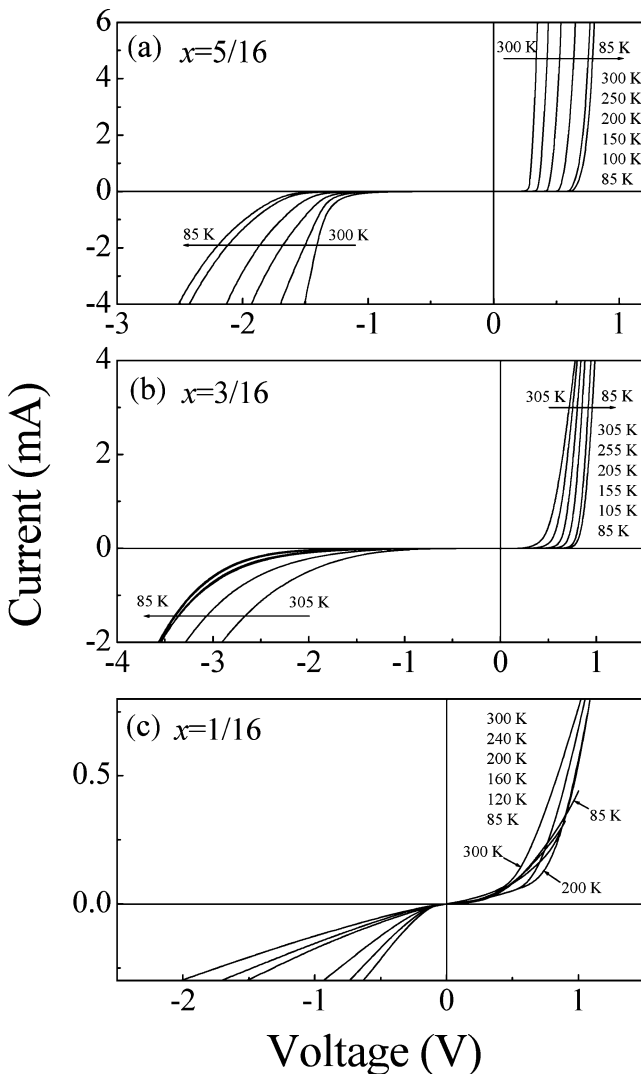 (a) x=5/16
6
4
2
0
-2
-4
300 K 85 K
300 K
250 K
200 K
150 K
100 K
85 K
85 K 300 K
-3 -2 -1 0 1
(b) x=3/16
4
2
0
-2
305 K 85 K
305 K
255 K
205 K
155 K
105 K
85 K
85 K 305 K
-4 -3 -2 -1 0 1
Current (mA)
(c) x=1/16
0.5
0.0
300 K
240 K
200 K
160 K
120 K
85 K
85 K
300 K
200 K
-2 -1 0 1
Voltage (V)